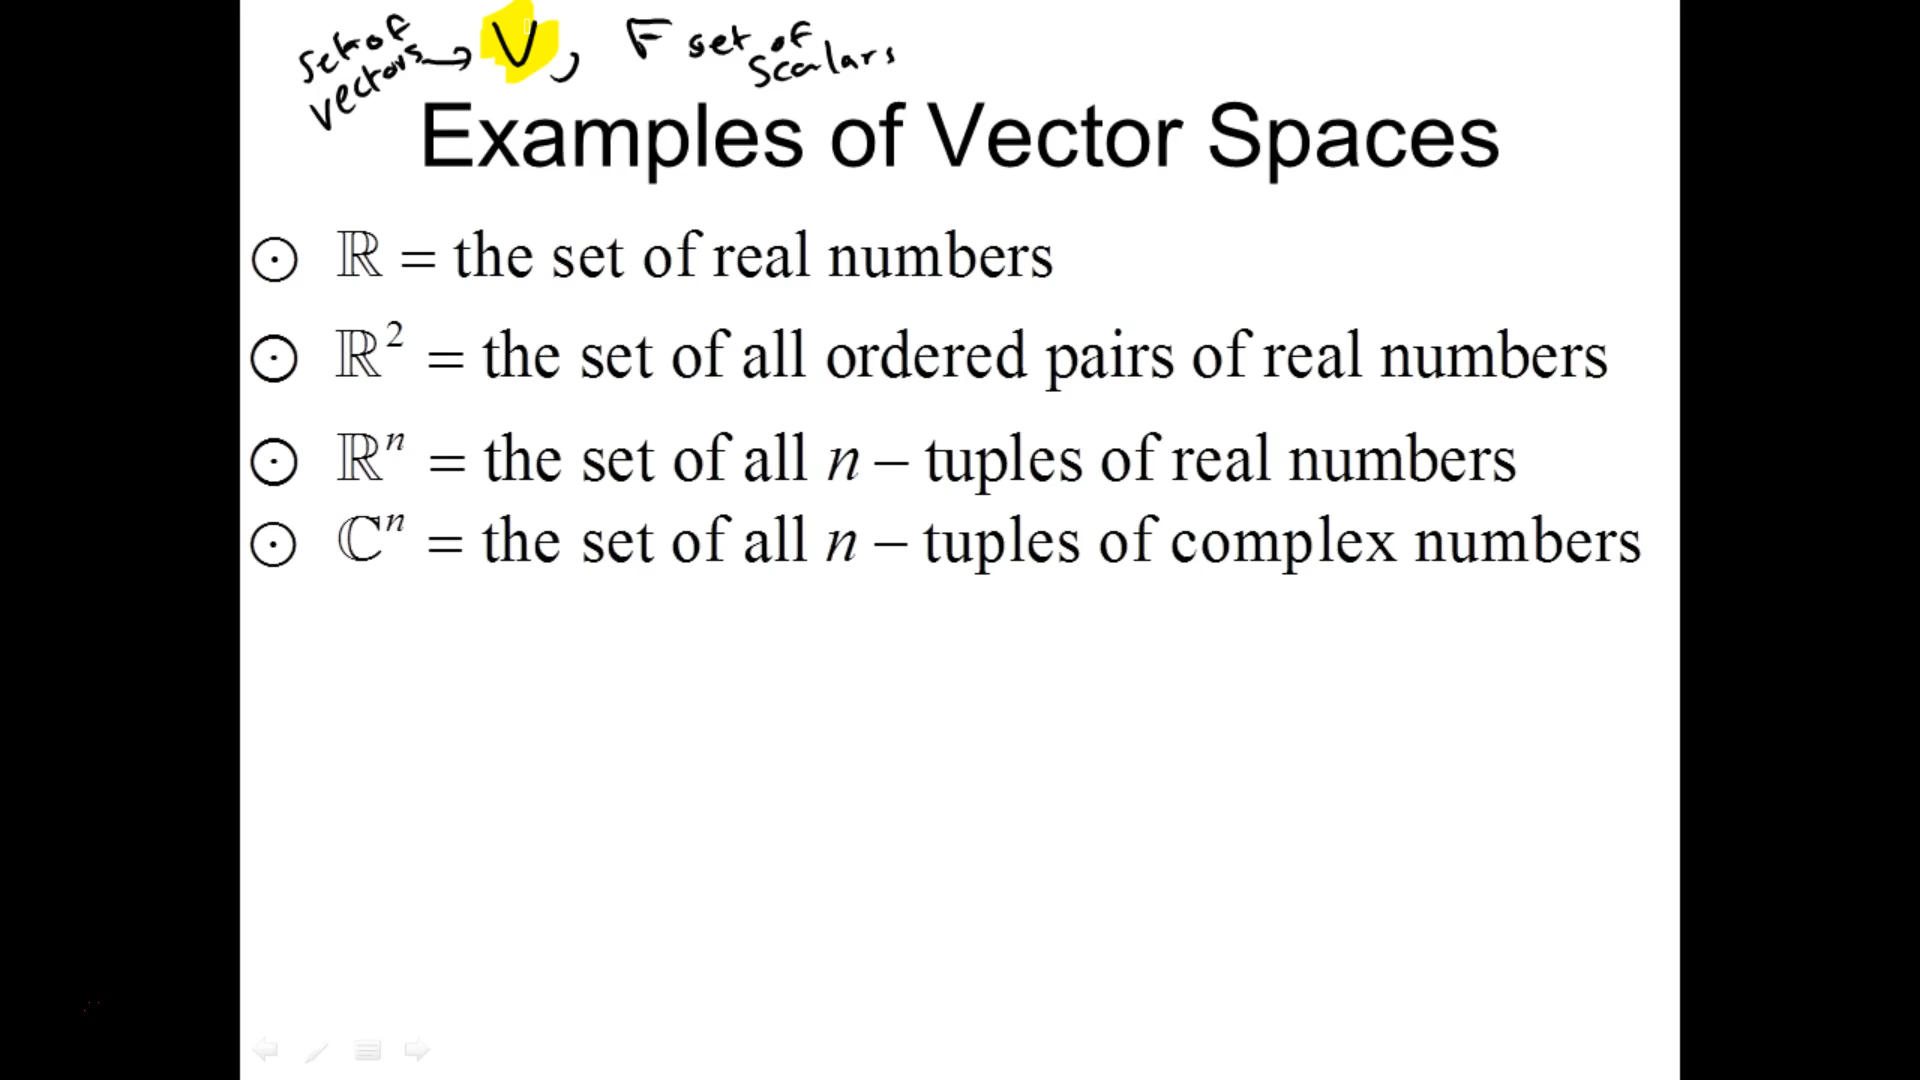 set of
vectors → V, F set of
scalars
Examples of Vector Spaces
⊙ ℝ = the set of real numbers
⊙ ℝ² = the set of all ordered pairs of real numbers
⊙ ℝⁿ = the set of all n – tuples of real numbers
⊙ ℂⁿ = the set of all n – tuples of complex numbers